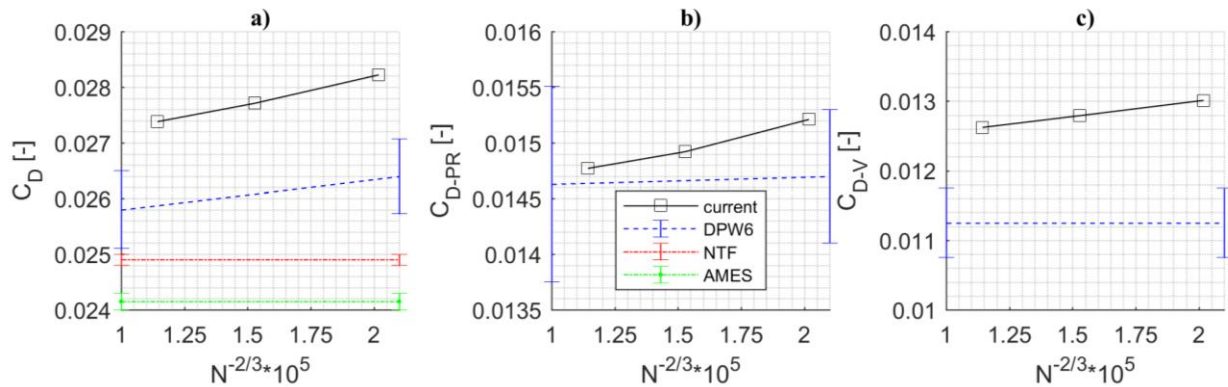 a)
0.029
0.028
0.027
0.026
0.025
0.024
C_D [-]
1 1.25 1.5 1.75 2
N^{-2/3}*10^5
b)
0.016
0.0155
0.015
0.0145
0.014
0.0135
C_{D-PR} [-]
current
DPW6
NTF
AMES
1 1.25 1.5 1.75 2
N^{-2/3}*10^5
c)
0.014
0.013
0.012
0.011
0.01
C_{D-V} [-]
1 1.25 1.5 1.75 2
N^{-2/3}*10^5